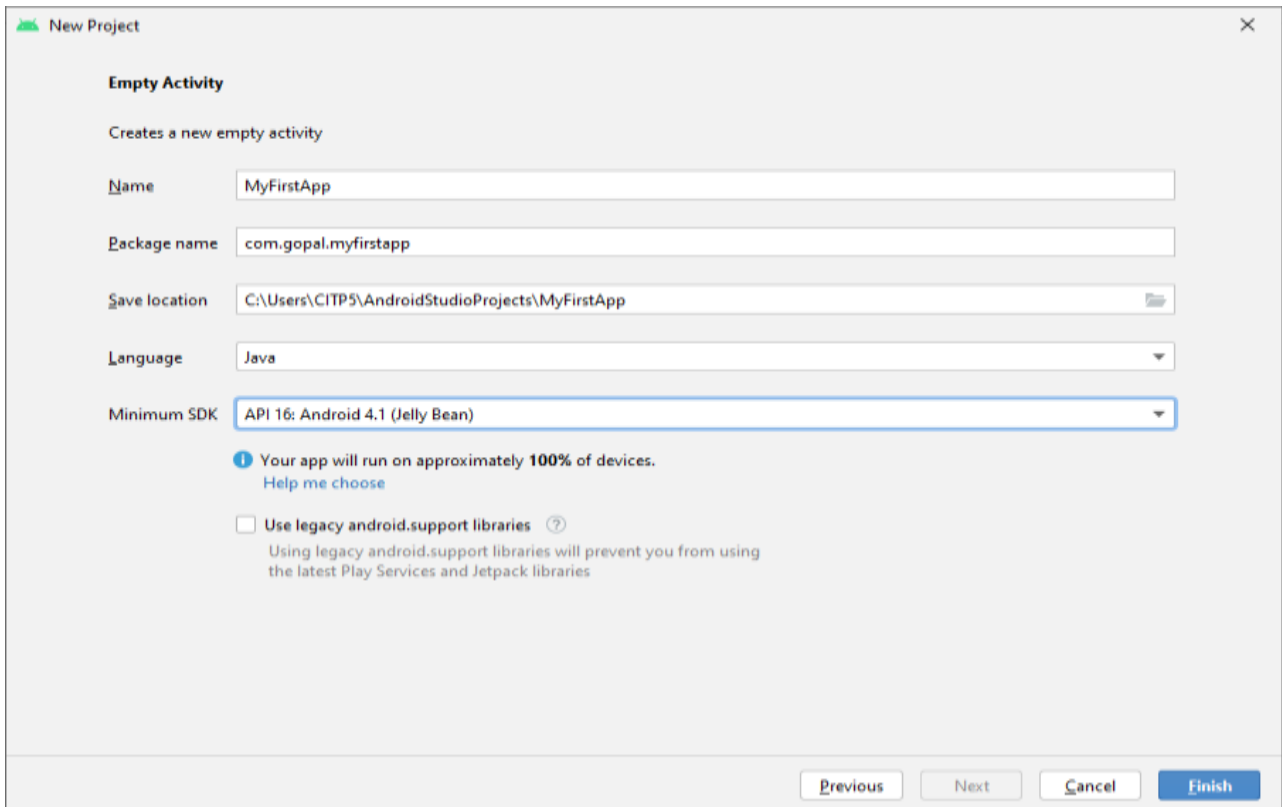 New Project
Empty Activity
Creates a new empty activity
Name MyFirstApp
Package name com.gopal.myfirstapp
Save location C:\Users\CITP5\AndroidStudioProjects\MyFirstApp
Language Java
Minimum SDK API 16: Android 4.1 (Jelly Bean)
Your app will run on approximately 100% of devices.
Help me choose
Use legacy android.support libraries ?
Using legacy android.support libraries will prevent you from using
the latest Play Services and Jetpack libraries
Previous Next Cancel Finish